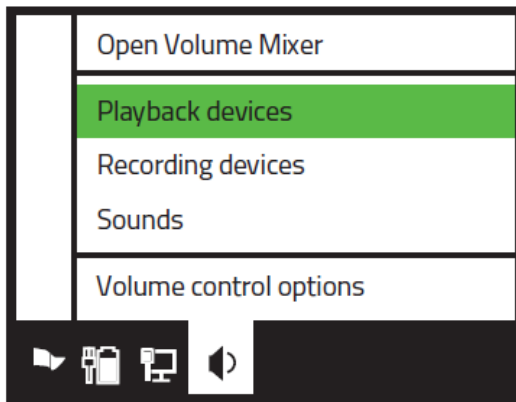 Open Volume Mixer
Playback devices
Recording devices
Sounds
Volume control options